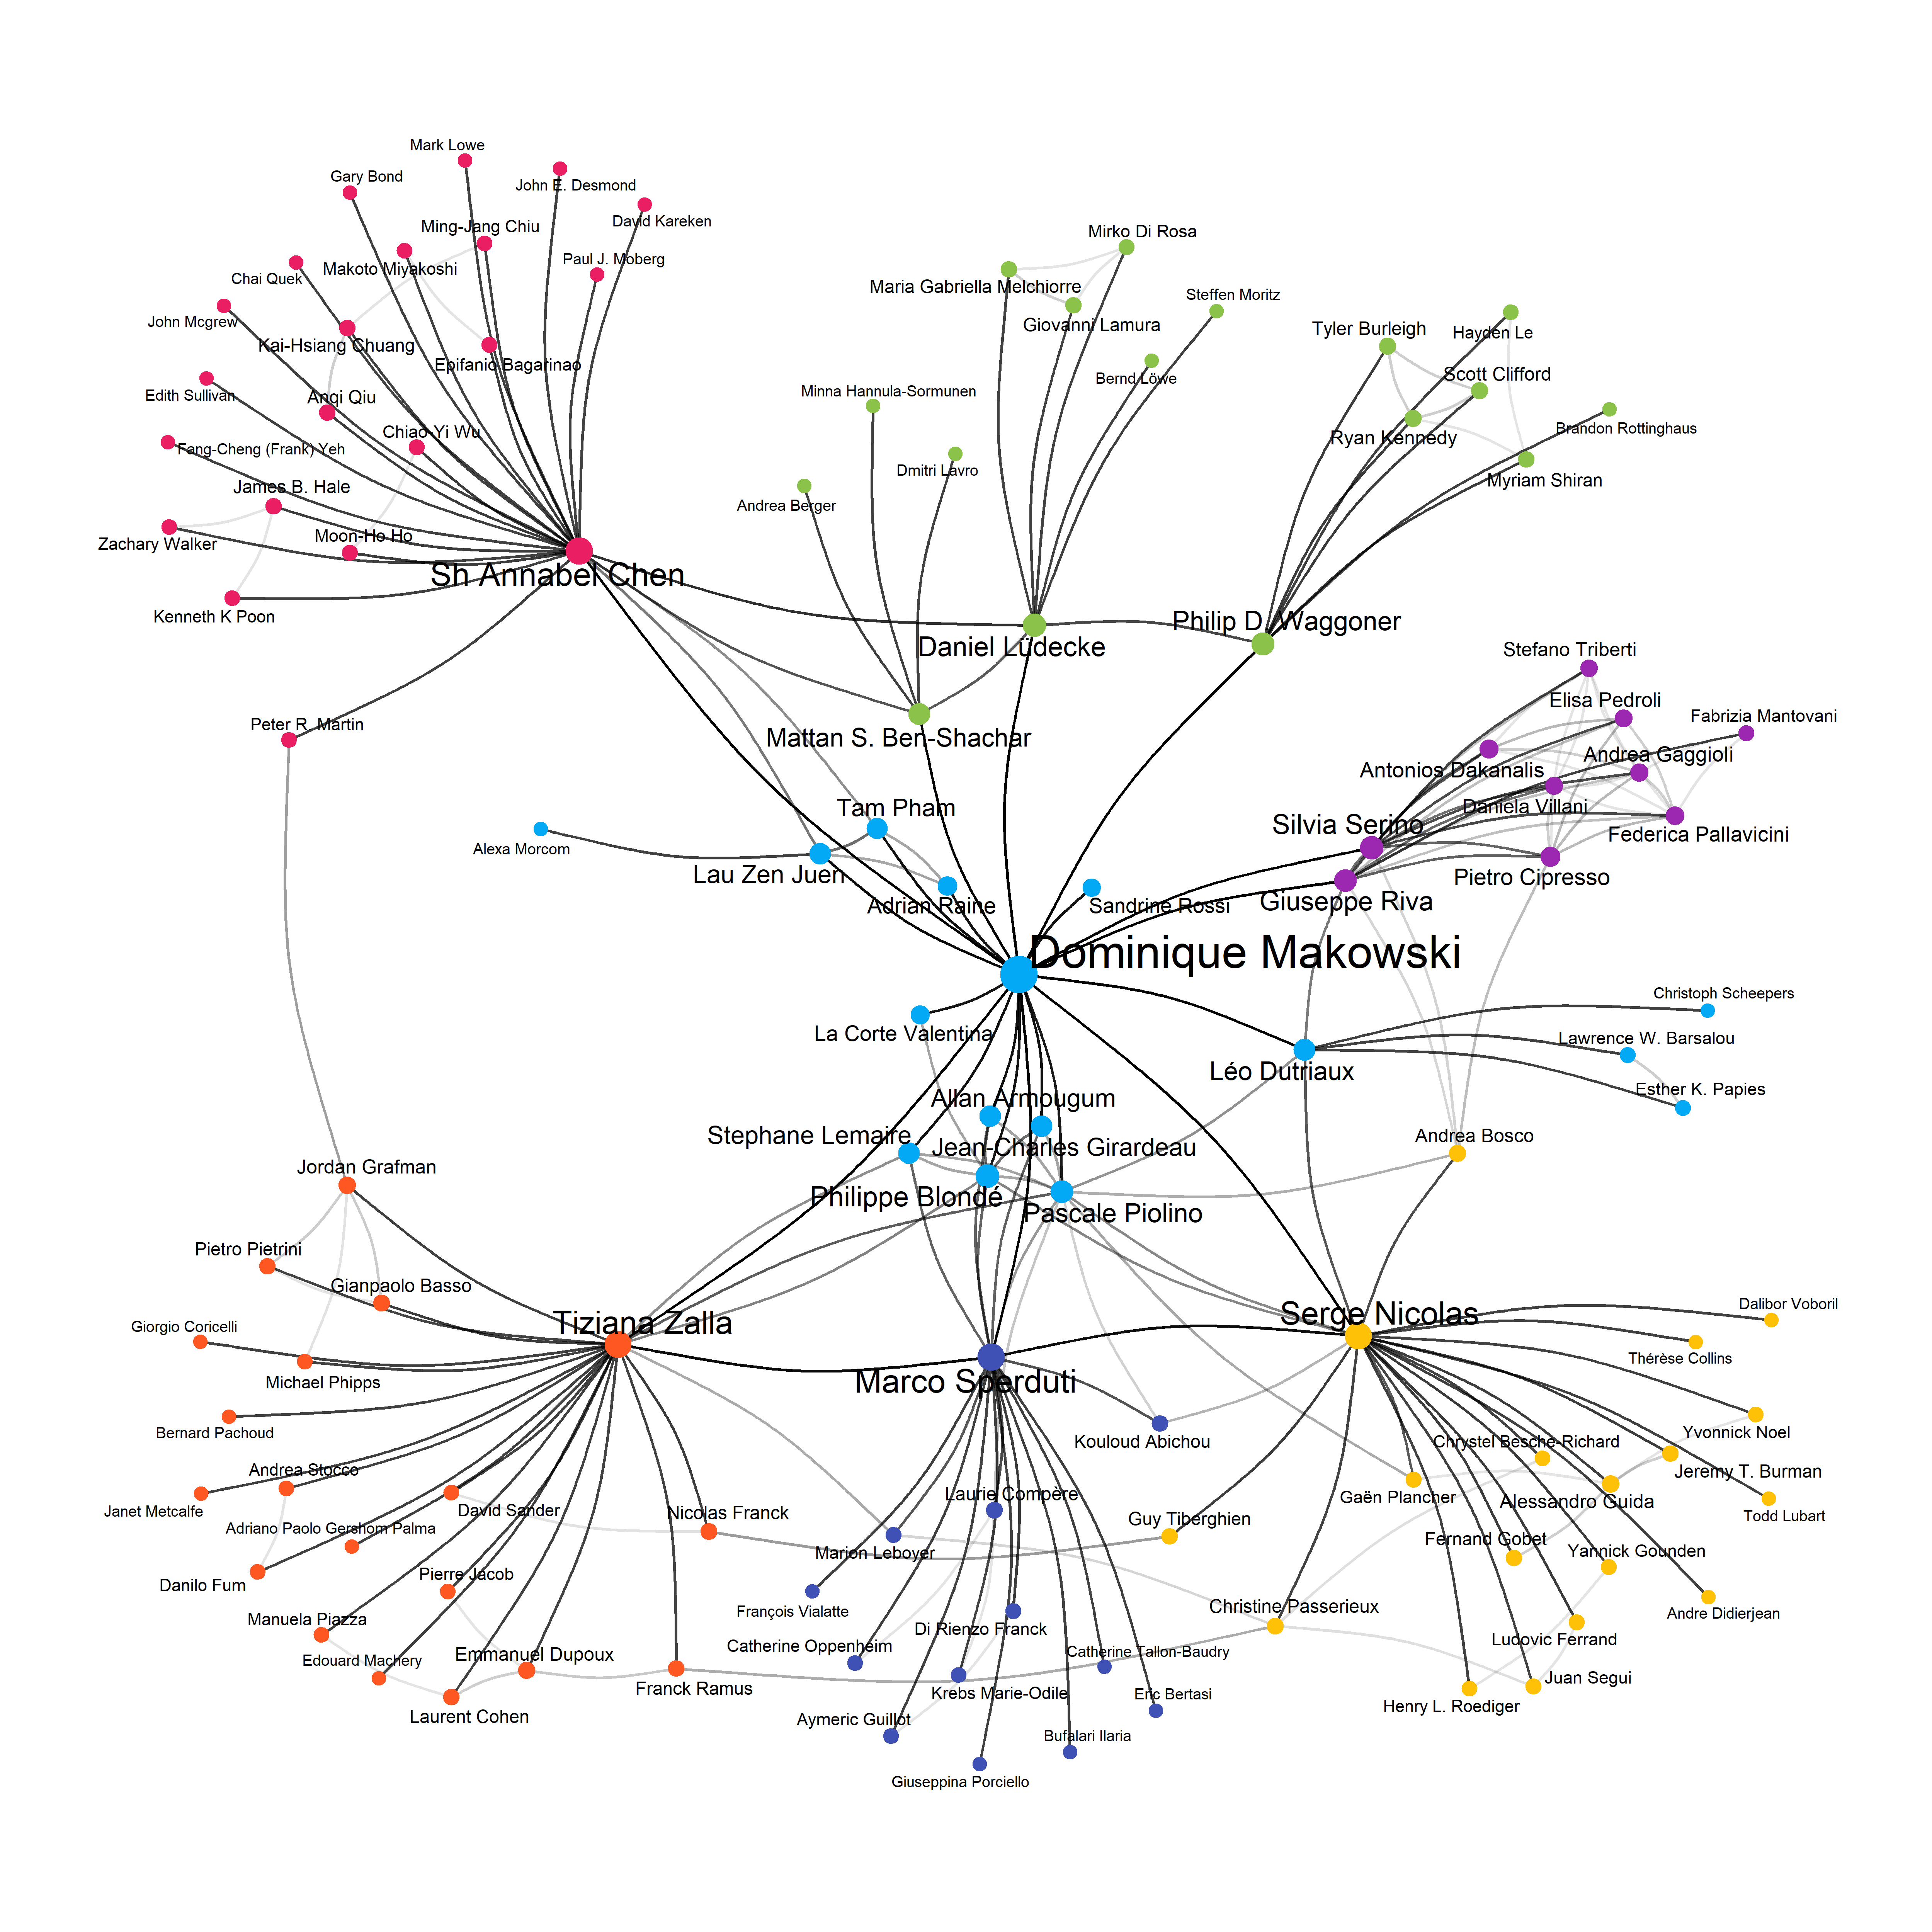 Mark Lowe
Gary Bond
John E. Desmond
David Kareken
Ming-Jang Chiu
Mirko Di Rosa
Paul J. Moberg
Makoto Miyakoshi
Chai Quek
Maria Gabriella Melchiorre
Steffen Moritz
John Mcgrew
Giovanni Lamura
Tyler Burleigh
Hayden Le
Kai-Hsiang Chuang
Epifanio Bagarinao
Bernd Löwe
Scott Clifford
Edith Sullivan
Anqi Qiu
Minna Hannula-Sormunen
Chiao-Yi Wu
Ryan Kennedy
Brandon Rottinghaus
Fang-Cheng (Frank) Yeh
Dmitri Lavro
Myriam Shiran
James B. Hale
Andrea Berger
Zachary Walker
Moon-Ho Ho
Sh Annabel Chen
Kenneth K Poon
Philip D. Waggoner
Daniel Lüdecke
Stefano Triberti
Elisa Pedroli
Fabrizia Mantovani
Peter R. Martin
Mattan S. Ben-Shachar
Andrea Gaggioli
Antonios Dakanalis
Tam Pham
Daniela Villani
Silvia Serino
Federica Pallavicini
Alexa Morcom
Lau Zen Juen
Pietro Cipresso
Adrian Raine
Sandrine Rossi
Giuseppe Riva
Dominique Makowski
Christoph Scheepers
La Corte Valentina
Lawrence W. Barsalou
Léo Dutriaux
Esther K. Papies
Allan Armougum
Stephane Lemaire
Andrea Bosco
Jean-Charles Girardeau
Jordan Grafman
Philippe Blondé
Pascale Piolino
Pietro Pietrini
Gianpaolo Basso
Dalibor Voboril
Serge Nicolas
Tiziana Zalla
Giorgio Coricelli
Thérèse Collins
Michael Phipps
Marco Sperduti
Bernard Pachoud
Yvonnick Noel
Kouloud Abichou
Chrystel Besche-Richard
Andrea Stocco
Jeremy T. Burman
Laurie Compère
Gaën Plancher
Alessandro Guida
Janet Metcalfe
David Sander
Nicolas Franck
Todd Lubart
Guy Tiberghien
Adriano Paolo Gershom Palma
Fernand Gobet
Marion Leboyer
Yannick Gounden
Pierre Jacob
Danilo Fum
Christine Passerieux
François Vialatte
Andre Didierjean
Manuela Piazza
Di Rienzo Franck
Ludovic Ferrand
Catherine Oppenheim
Catherine Tallon-Baudry
Emmanuel Dupoux
Edouard Machery
Juan Segui
Franck Ramus
Krebs Marie-Odile
Eric Bertasi
Henry L. Roediger
Laurent Cohen
Aymeric Guillot
Bufalari Ilaria
Giuseppina Porciello